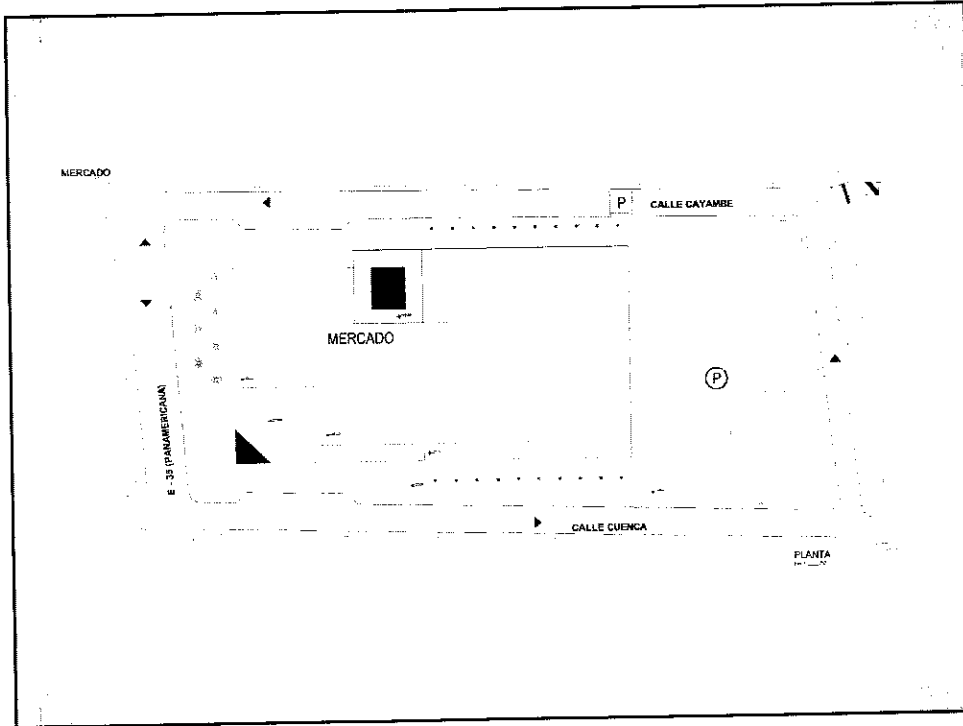 MERCADO
P
CALLE CAYAMBE
MERCADO
P
E - 35 (PANAMERICANA)
CALLE CUENCA
PLANTA